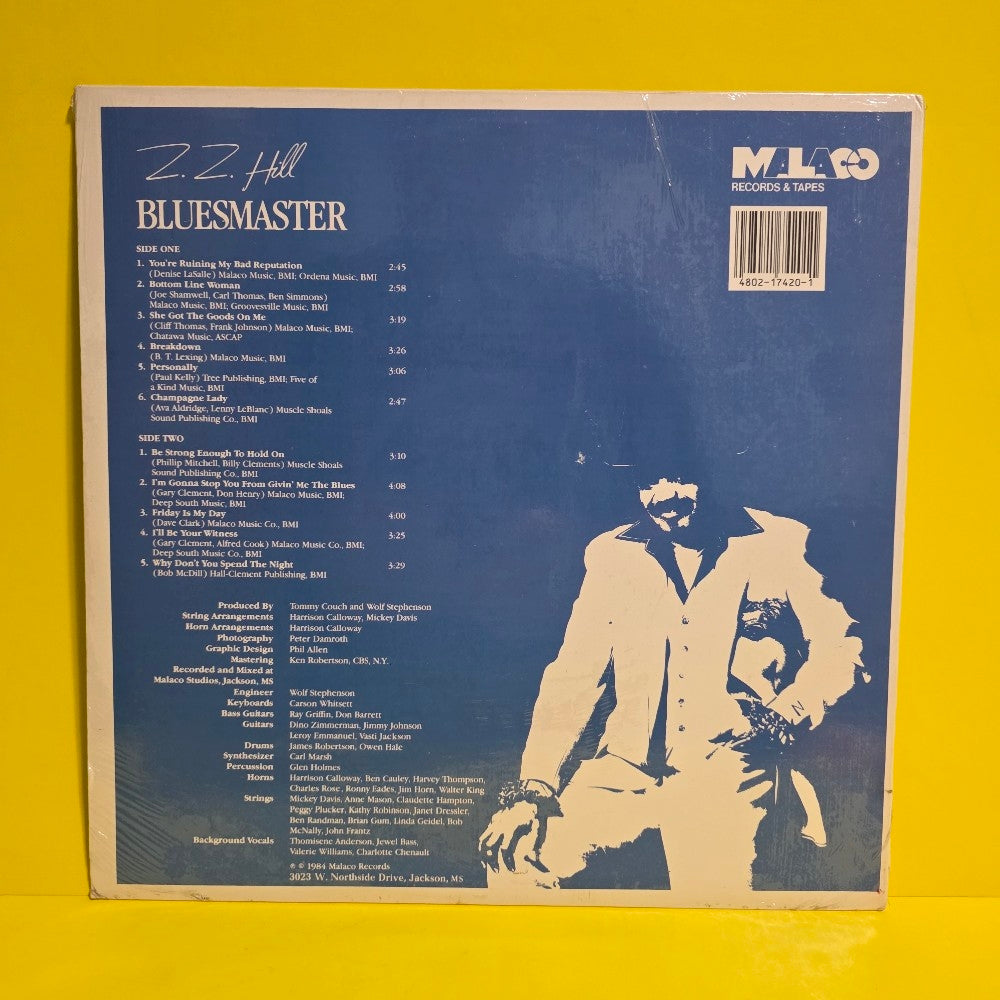 Z.Z. Hill
BLUESMASTER
MALACO
RECORDS & TAPES
4802-17420-1
SIDE ONE
1. You're Ruining My Bad Reputation 2:45
(Denise LaSalle) Malaco Music, BMI; Ordena Music, BMI
2. Bottom Line Woman 2:58
(Joe Shamwell, Carl Thomas, Ben Simmons)
Malaco Music, BMI; Groovesville Music, BMI
3. She Got The Goods On Me 3:19
(Cliff Thomas, Frank Johnson) Malaco Music, BMI;
Chatawa Music, ASCAP
4. Breakdown 3:26
(B. T. Lexing) Malaco Music, BMI
5. Personally 3:06
(Paul Kelly) Tree Publishing, BMI; Five of
a Kind Music, BMI
6. Champagne Lady 2:47
(Ava Aldridge, Lenny LeBlanc) Muscle Shoals
Sound Publishing Co., BMI
SIDE TWO
1. Be Strong Enough To Hold On 3:10
(Phillip Mitchell, Billy Clements) Muscle Shoals
Sound Publishing Co., BMI
2. I'm Gonna Stop You From Givin' Me The Blues 4:08
(Gary Clement, Don Henry) Malaco Music, BMI;
Deep South Music, BMI
3. Friday Is My Day 4:00
(Dave Clark) Malaco Music Co., BMI
4. I'll Be Your Witness 3:25
(Gary Clement, Alfred Cook) Malaco Music Co., BMI;
Deep South Music Co., BMI
5. Why Don't You Spend The Night 3:29
(Bob McDill) Hall-Clement Publishing, BMI
Produced By Tommy Couch and Wolf Stephenson
String Arrangements Harrison Calloway, Mickey Davis
Horn Arrangements Harrison Calloway
Photography Peter Damroth
Graphic Design Phil Allen
Mastering Ken Robertson, CBS, N.Y.
Recorded and Mixed at
Malaco Studios, Jackson, MS
Engineer Wolf Stephenson
Keyboards Carson Whitsett
Bass Guitars Ray Griffin, Don Barrett
Guitars Dino Zimmerman, Jimmy Johnson
Leroy Emmanuel, Vasti Jackson
Drums James Robertson, Owen Hale
Synthesizer Carl Marsh
Percussion Glen Holmes
Horns Harrison Calloway, Ben Cauley, Harvey Thompson,
Charles Rose, Ronny Eades, Jim Horn, Walter King
Strings Mickey Davis, Anne Mason, Claudette Hampton,
Peggy Plucker, Kathy Robinson, Janet Dressler,
Ben Randman, Brian Gum, Linda Geidel, Bob
McNally, John Frantz
Background Vocals Thomisene Anderson, Jewel Bass,
Valerie Williams, Charlotte Chenault
℗ © 1984 Malaco Records
3023 W. Northside Drive, Jackson, MS